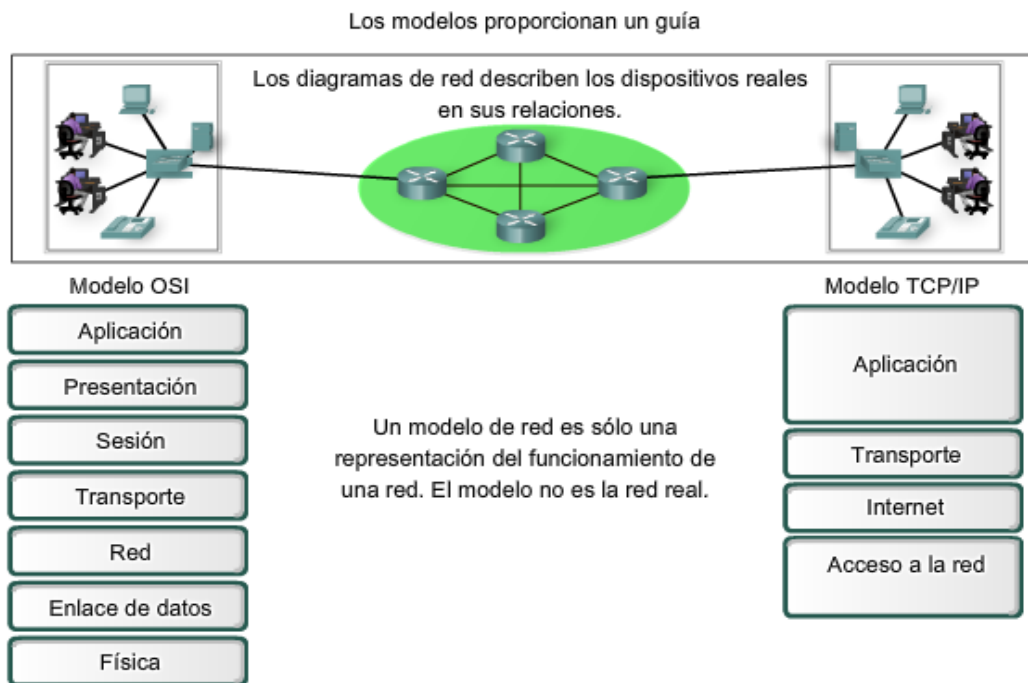 Los modelos proporcionan un guía
Los diagramas de red describen los dispositivos reales
en sus relaciones.
Modelo OSI
Aplicación
Presentación
Sesión
Transporte
Red
Enlace de datos
Física
Un modelo de red es sólo una
representación del funcionamiento de
una red. El modelo no es la red real.
Modelo TCP/IP
Aplicación
Transporte
Internet
Acceso a la red